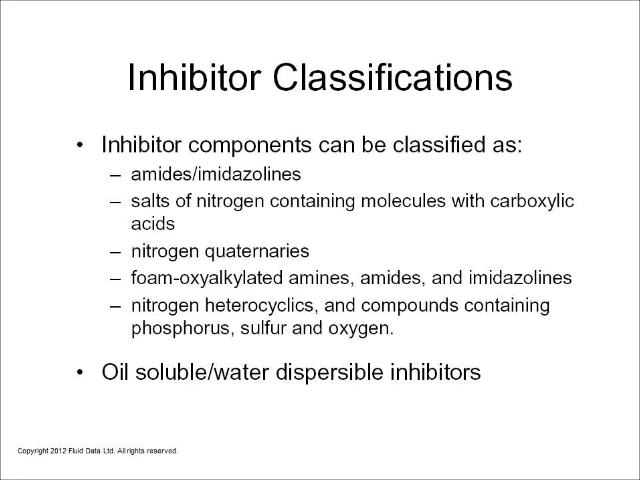 Inhibitor Classifications
• Inhibitor components can be classified as:
– amides/imidazolines
– salts of nitrogen containing molecules with carboxylic
acids
– nitrogen quaternaries
– foam-oxyalkylated amines, amides, and imidazolines
– nitrogen heterocyclics, and compounds containing
phosphorus, sulfur and oxygen.
• Oil soluble/water dispersible inhibitors
Copyright 2012 Fluid Data Ltd. All rights reserved.